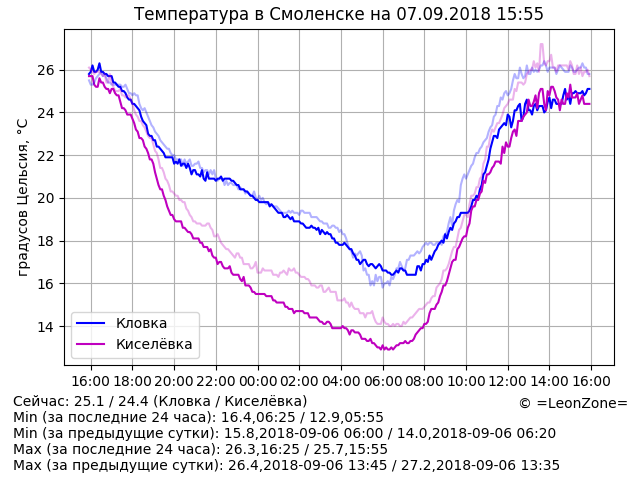 Температура в Смоленске на 07.09.2018 15:55
градусов Цельсия, °C
26
24
22
20
18
16
14
Кловка
Киселёвка
16:00 18:00 20:00 22:00 00:00 02:00 04:00 06:00 08:00 10:00 12:00 14:00 16:00
Сейчас: 25.1 / 24.4 (Кловка / Киселёвка)
© =LeonZone=
Min (за последние 24 часа): 16.4,06:25 / 12.9,05:55
Min (за предыдущие сутки): 15.8,2018-09-06 06:00 / 14.0,2018-09-06 06:20
Max (за последние 24 часа): 26.3,16:25 / 25.7,15:55
Max (за предыдущие сутки): 26.4,2018-09-06 13:45 / 27.2,2018-09-06 13:35